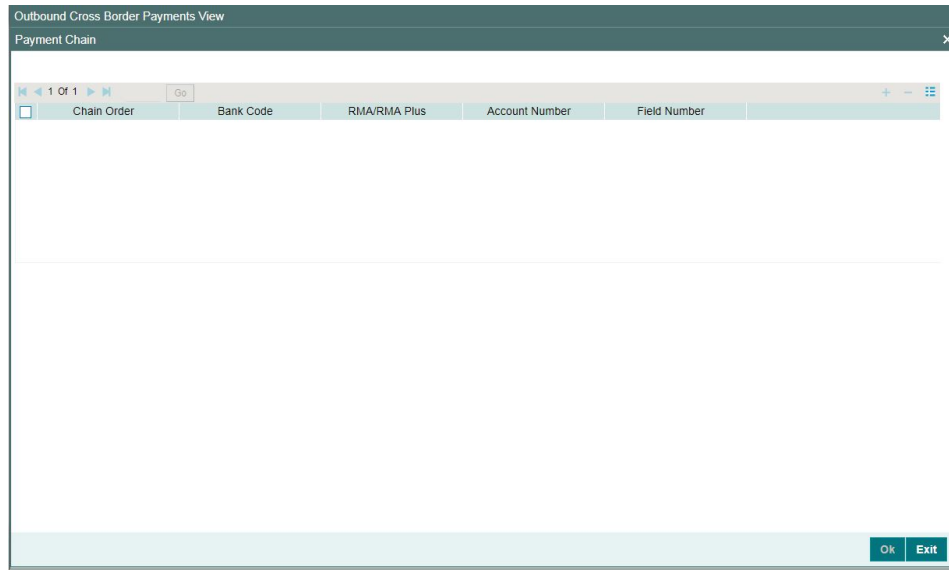 Outbound Cross Border Payments View
Payment Chain
1 Of 1 Go
Chain Order Bank Code RMA/RMA Plus Account Number Field Number
Ok Exit